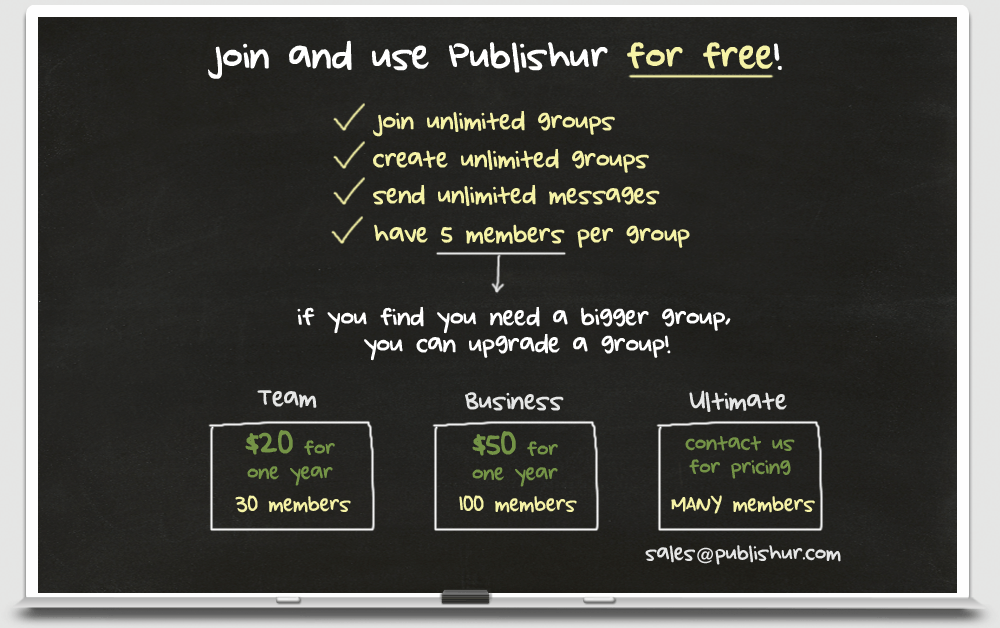 Join and use Publishur for free!
join unlimited groups
create unlimited groups
send unlimited messages
have 5 members per group
if you find you need a bigger group,
you can upgrade a group!
Team
$20 for
one year
30 members
Business
$50 for
one year
100 members
Ultimate
contact us
for pricing
MANY members
sales@publishur.com